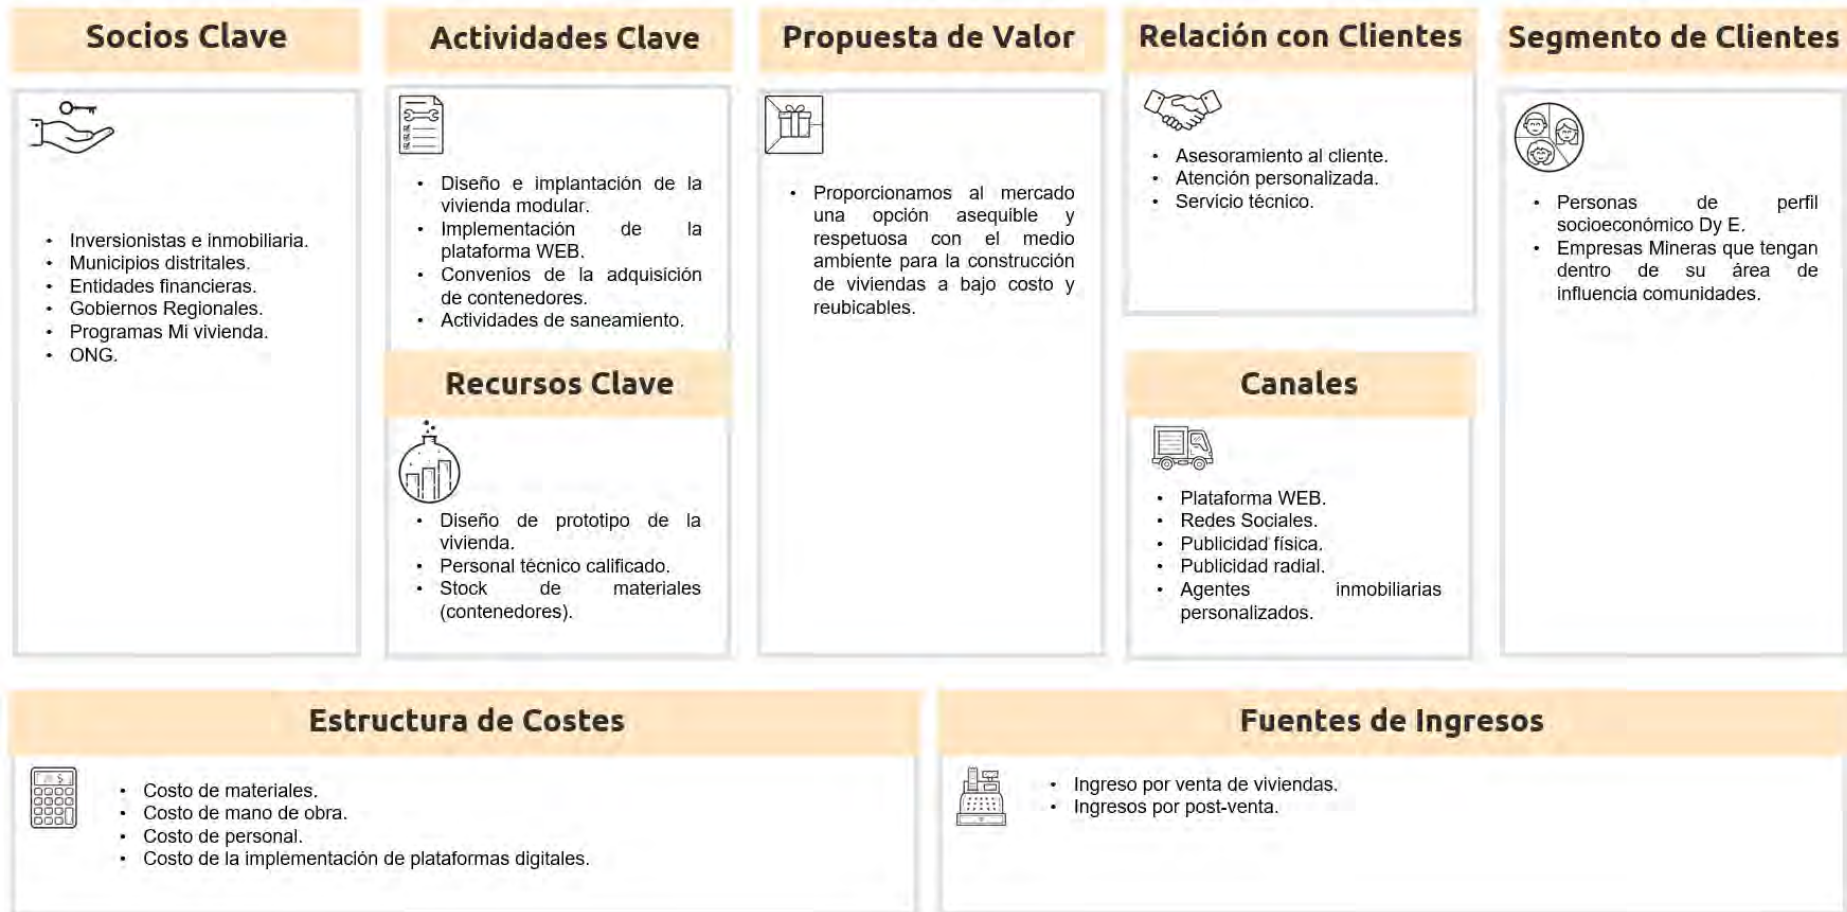 Socios Clave
Inversionistas e inmobiliaria.
Municipios distritales.
Entidades financieras.
Gobiernos Regionales.
Programas Mi vivienda.
ONG.
Actividades Clave
Diseño e implantación de la
vivienda modular.
Implementación de la
plataforma WEB.
Convenios de la adquisición
de contenedores.
Actividades de saneamiento.
Recursos Clave
Diseño de prototipo de la
vivienda.
Personal técnico calificado.
Stock de materiales
(contenedores).
Propuesta de Valor
Proporcionamos al mercado
una opción asequible y
respetuosa con el medio
ambiente para la construcción
de viviendas a bajo costo y
reubicables.
Relación con Clientes
Asesoramiento al cliente.
Atención personalizada.
Servicio técnico.
Canales
Plataforma WEB.
Redes Sociales.
Publicidad física.
Publicidad radial.
Agentes inmobiliarias
personalizados.
Segmento de Clientes
Personas de perfil
socioeconómico Dy E.
Empresas Mineras que tengan
dentro de su área de
influencia comunidades.
Estructura de Costes
Costo de materiales.
Costo de mano de obra.
Costo de personal.
Costo de la implementación de plataformas digitales.
Fuentes de Ingresos
Ingreso por venta de viviendas.
Ingresos por post-venta.